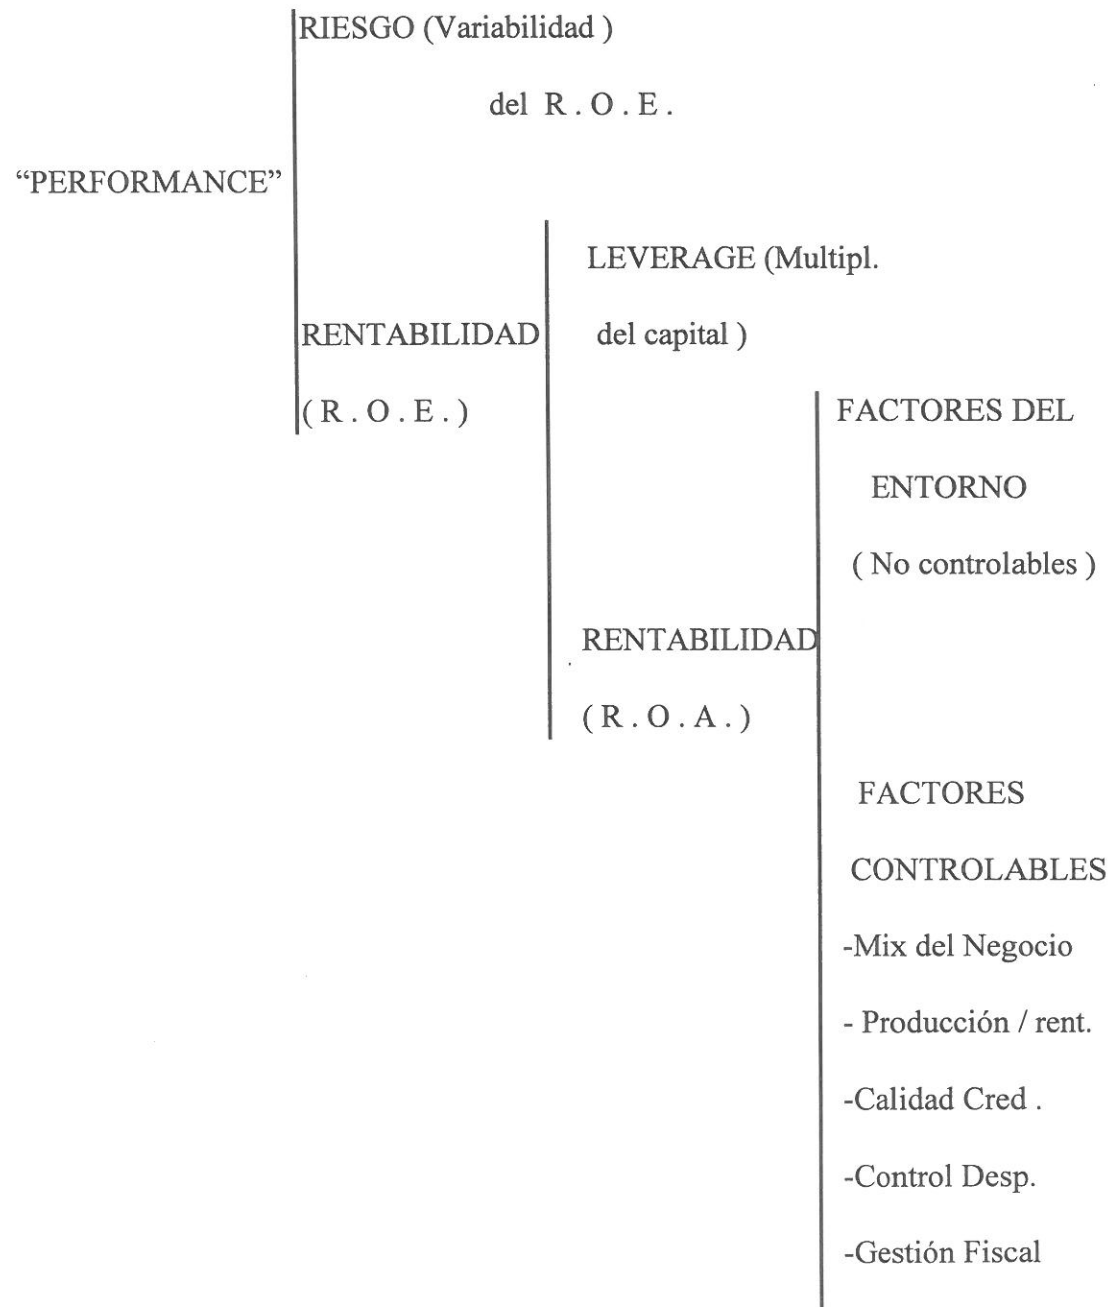 RIESGO (Variabilidad )
del R . O . E .
“PERFORMANCE”
LEVERAGE (Multipl.
RENTABILIDAD del capital )
( R . O . E . ) FACTORES DEL
ENTORNO
( No controlables )
RENTABILIDAD
( R . O . A . )
FACTORES
CONTROLABLES
-Mix del Negocio
- Producción / rent.
-Calidad Cred .
-Control Desp.
-Gestión Fiscal